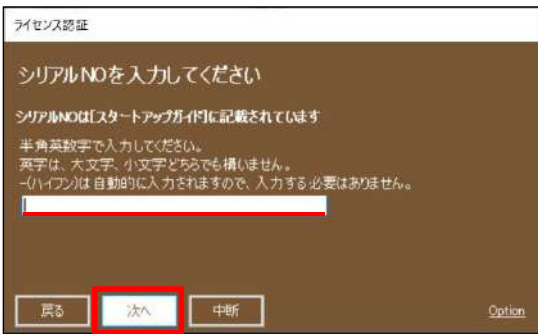 ライセンス認証
シリアルNOを入力してください
シリアルNOは[スタートアップガイド]に記載されています
半角英数字で入力してください。
英字は、大文字、小文字どちらでも構いません。
-(ハイフン)は自動的に入力されますので、入力する必要はありません。
戻る 次へ 中断 Option